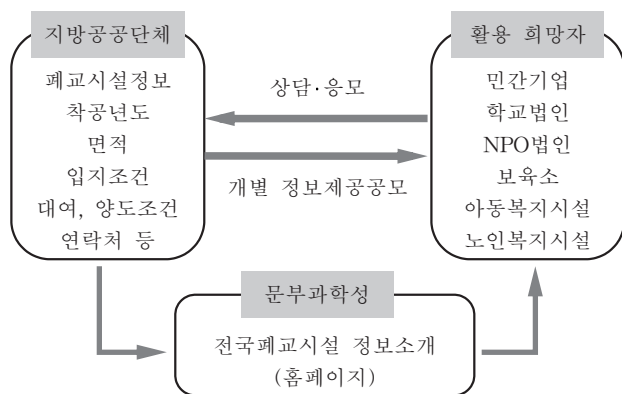 지방공공단체
폐교시설정보
착공년도
면적
입지조건
대여, 양도조건
연락처 등
상담·응모
개별 정보제공공모
활용 희망자
민간기업
학교법인
NPO법인
보육소
아동복지시설
노인복지시설
문부과학성
전국폐교시설 정보소개
(홈페이지)